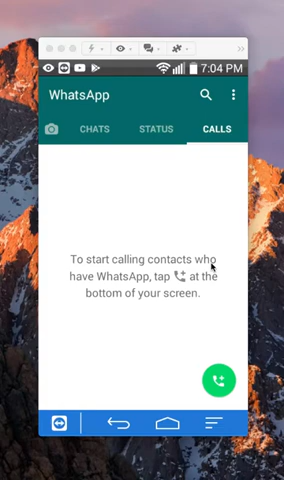 7:04 PM
WhatsApp
CHATS STATUS CALLS
To start calling contacts who
have WhatsApp, tap at the
bottom of your screen.